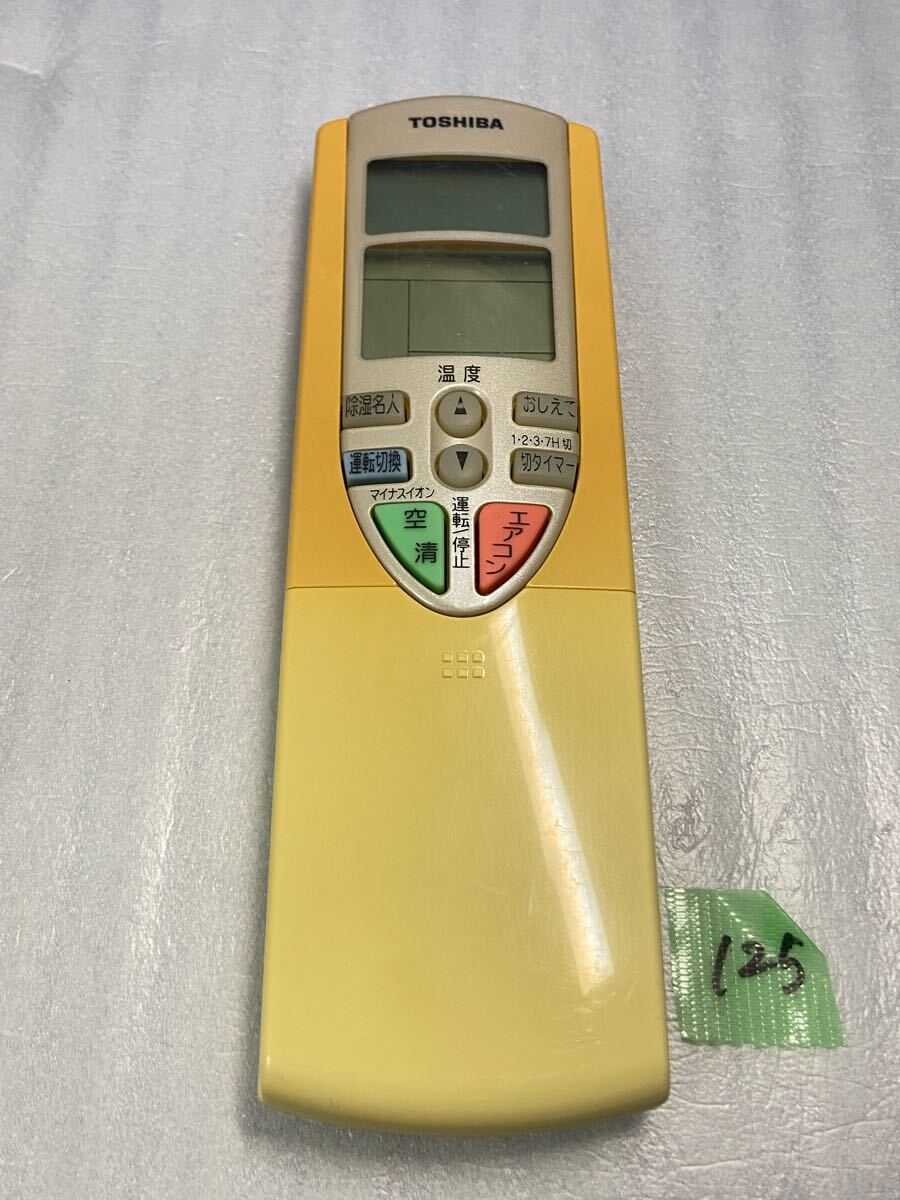 TOSHIBA
温度
除湿名人
おしえて
1・2・3・7H 切
運転切換
切タイマー
マイナスイオン
空清
運転/停止
エアコン
125